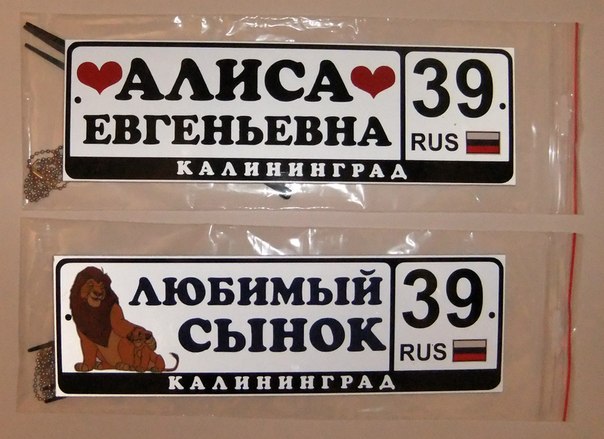 АЛИСА
ЕВГЕНЬЕВНА
39
RUS
КАЛИНИНГРАД
ЛЮБИМЫЙ
СЫНОК
39
RUS
КАЛИНИНГРАД